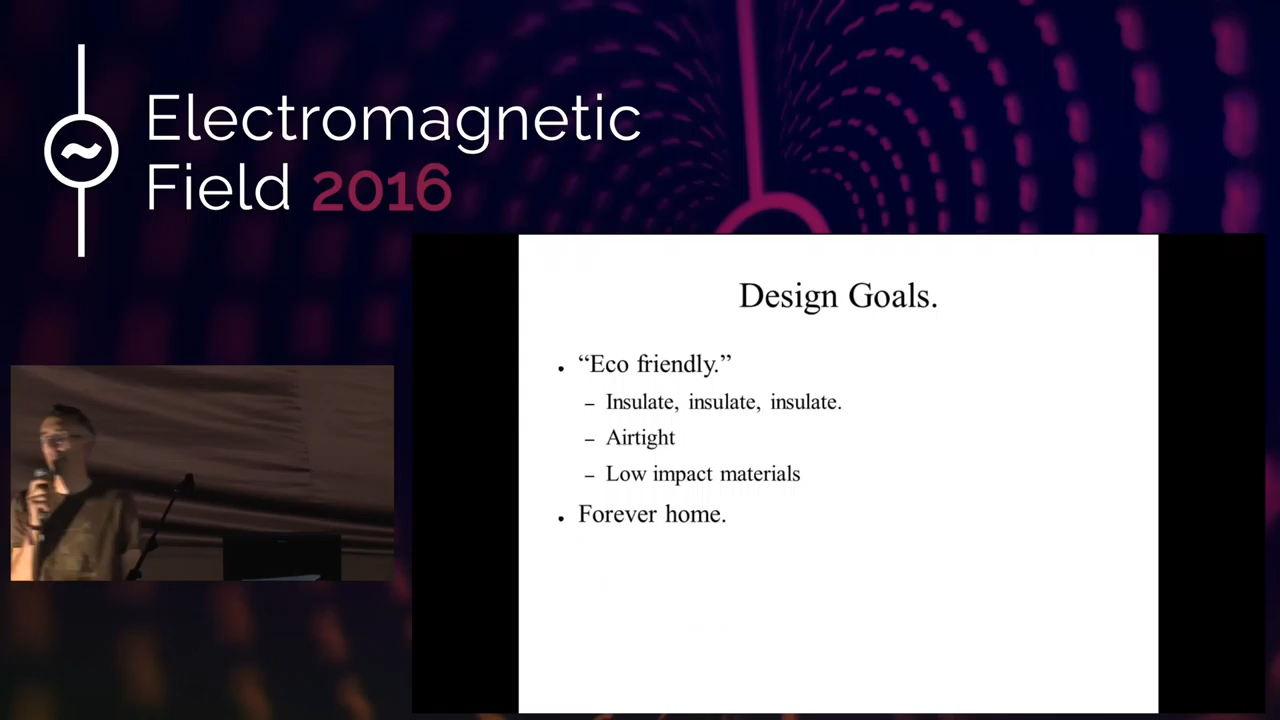 Electromagnetic
Field 2016
Design Goals.
• “Eco friendly.”
– Insulate, insulate, insulate.
– Airtight
– Low impact materials
• Forever home.